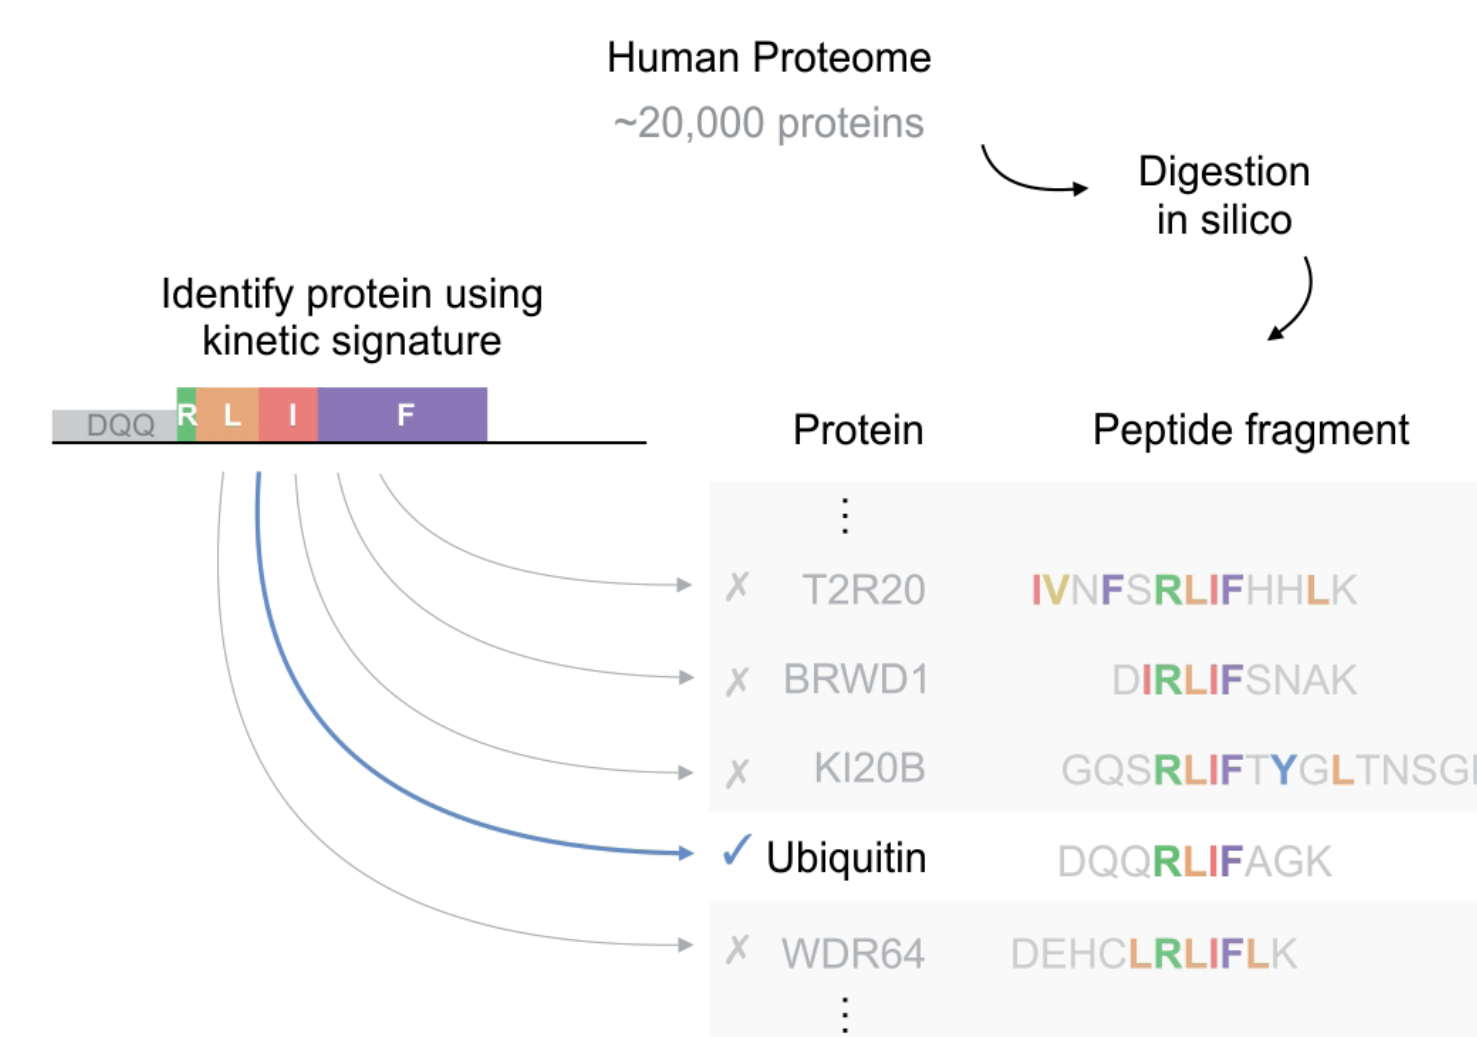 Human Proteome
~20,000 proteins
Digestion
in silico
Identify protein using
kinetic signature
DQQ R L I F
Protein Peptide fragment
⋮
✗ T2R20 IVNFSRLIFHHLK
✗ BRWD1 DIRLIFSNAK
✗ KI20B GQSRLIFTYGLTNSG
✓ Ubiquitin DQQRLIFAGK
✗ WDR64 DEHCLRLIFLK
⋮